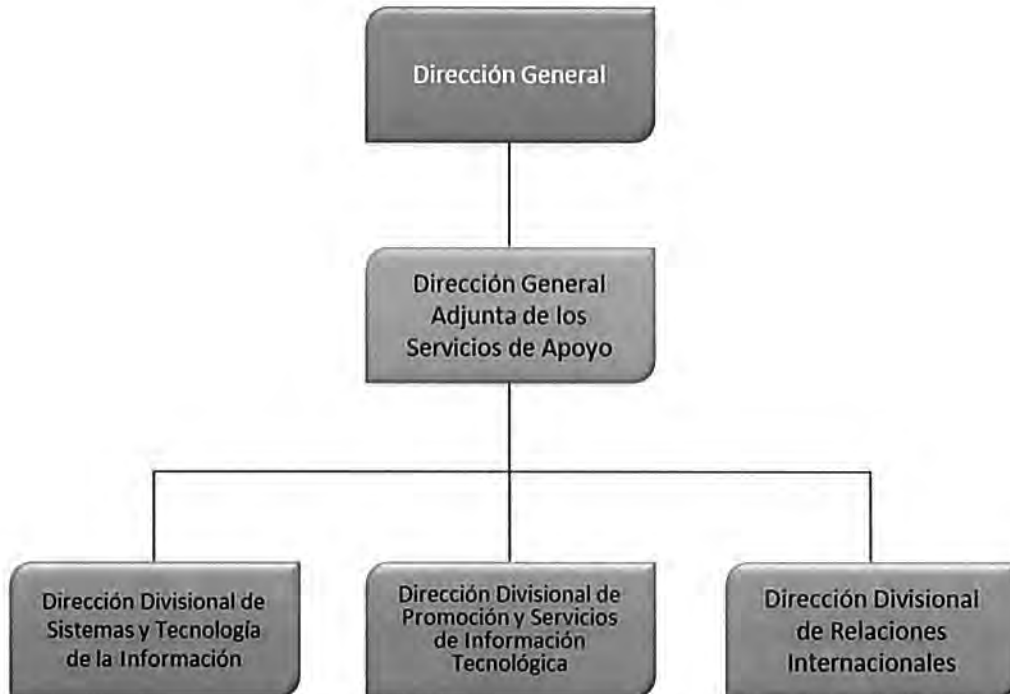 Dirección General
Dirección General
Adjunta de los
Servicios de Apoyo
Dirección Divisional de
Sistemas y Tecnología
de la Información
Dirección Divisional de
Promoción y Servicios
de Información
Tecnológica
Dirección Divisional
de Relaciones
Internacionales